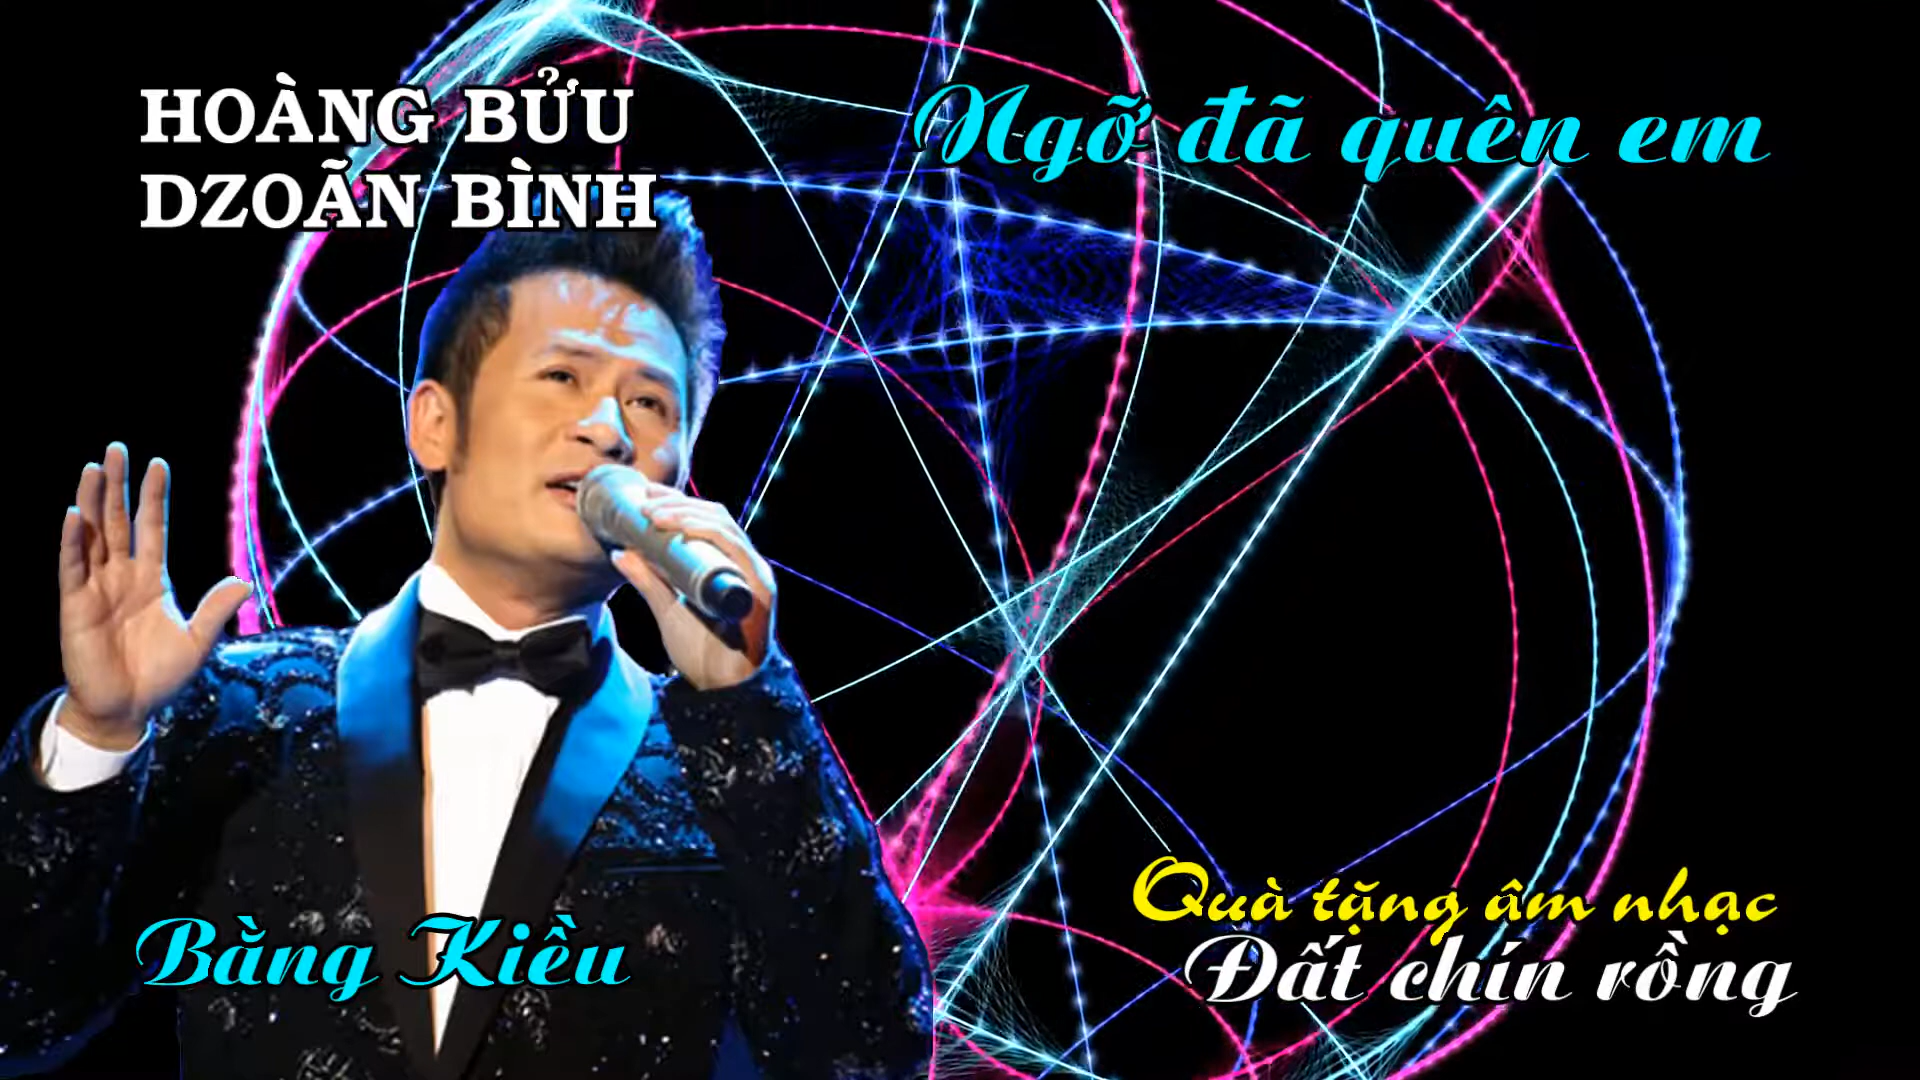 HOÀNG BỬU
DZOÃN BÌNH
Ngỡ đã quên em
Bằng Kiều
Quà tặng âm nhạc
Đất chín rồng